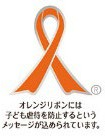 ®
オレンジリボンには
子ども虐待を防止するという
メッセージが込められています。